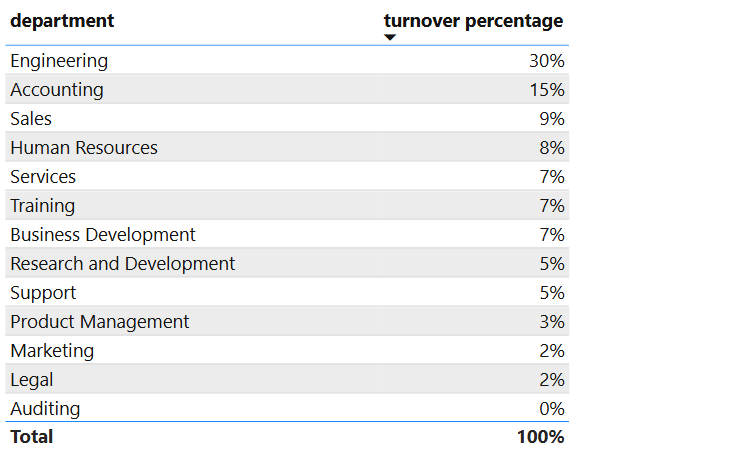 department turnover percentage
Engineering 30%
Accounting 15%
Sales 9%
Human Resources 8%
Services 7%
Training 7%
Business Development 7%
Research and Development 5%
Support 5%
Product Management 3%
Marketing 2%
Legal 2%
Auditing 0%
Total 100%